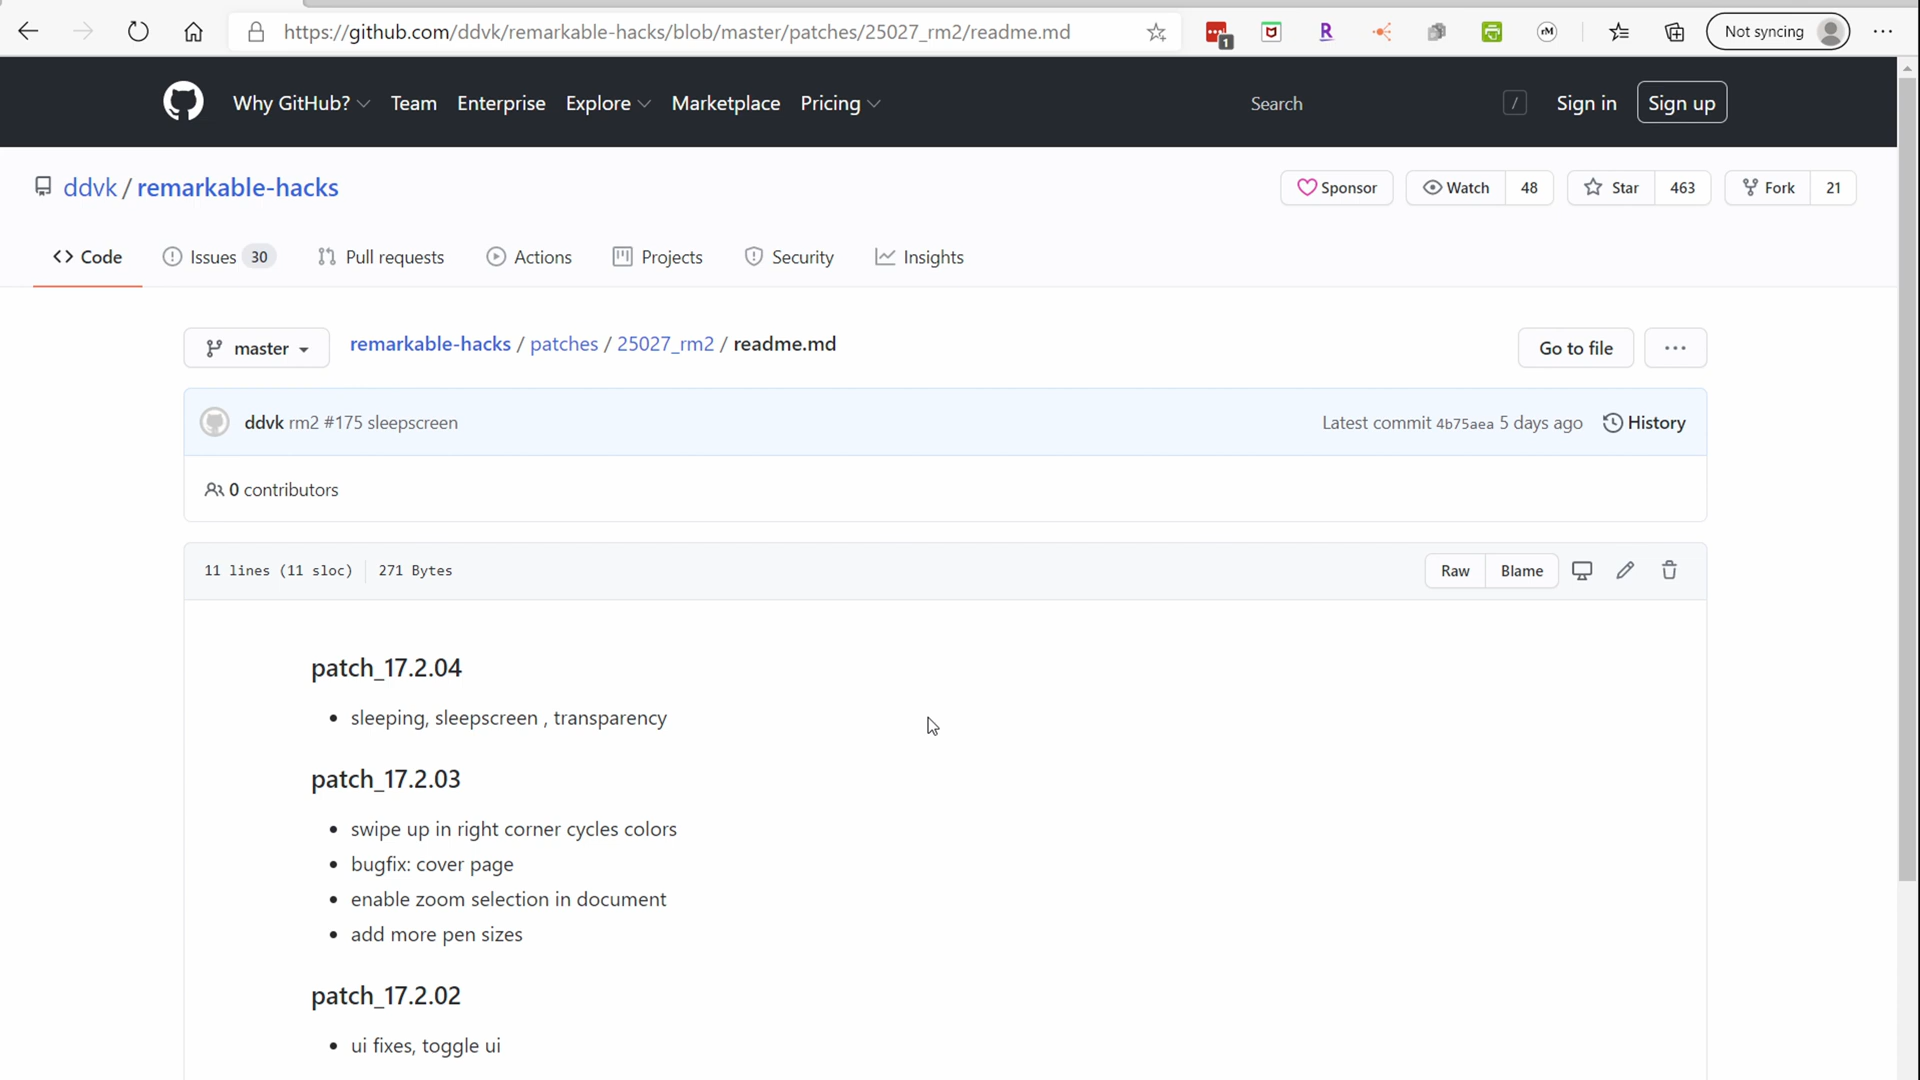 https://github.com/ddvk/remarkable-hacks/blob/master/patches/25027_rm2/readme.md 1 R rM Not syncing
Why GitHub? Team Enterprise Explore Marketplace Pricing Search / Sign in Sign up
ddvk / remarkable-hacks Sponsor Watch 48 Star 463 Fork 21
Code Issues 30 Pull requests Actions Projects Security Insights
master remarkable-hacks / patches / 25027_rm2 / readme.md Go to file
ddvk rm2 #175 sleepscreen Latest commit 4b75aea 5 days ago History
0 contributors
11 lines (11 sloc) 271 Bytes Raw Blame
patch_17.2.04
• sleeping, sleepscreen , transparency
patch_17.2.03
• swipe up in right corner cycles colors
• bugfix: cover page
• enable zoom selection in document
• add more pen sizes
patch_17.2.02
• ui fixes, toggle ui